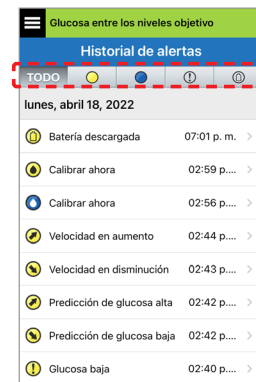 Glucosa entre los niveles objetivo
Historial de alertas
TODO
lunes, abril 18, 2022
Batería descargada 07:01 p. m.
Calibrar ahora 02:59 p....
Calibrar ahora 02:56 p....
Velocidad en aumento 02:44 p....
Velocidad en disminución 02:43 p....
Predicción de glucosa alta 02:42 p....
Predicción de glucosa baja 02:42 p....
Glucosa baja 02:40 p....